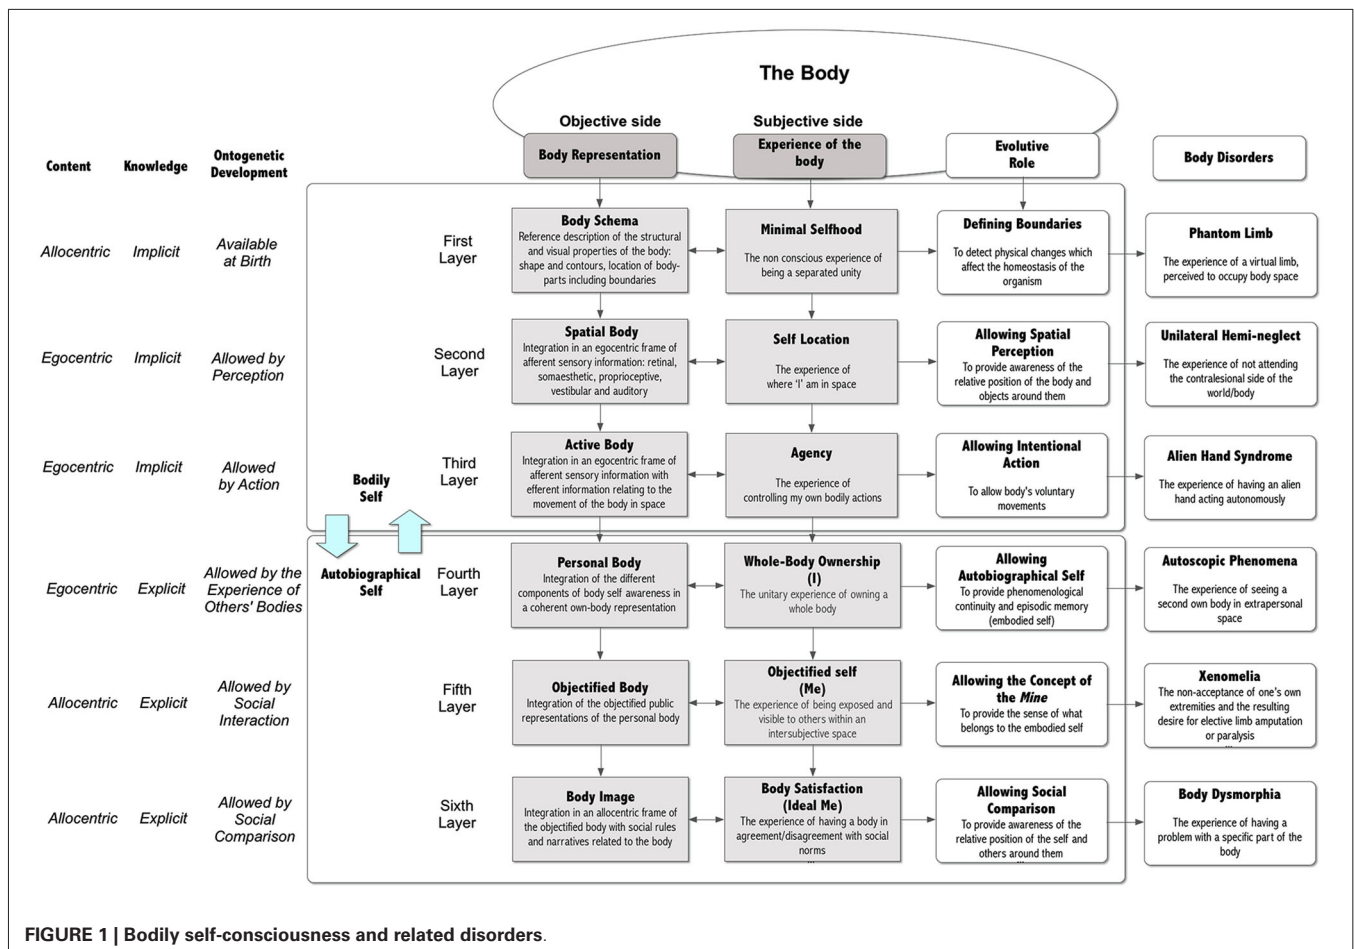 The Body
Objective side
Subjective side
Content
Knowledge
Ontogenetic
Development
Body Representation
Experience of the
body
Evolutive
Role
Body Disorders
Allocentric
Implicit
Available
at Birth
First
Layer
Body Schema
Reference description of the structural
and visual properties of the body:
shape and contours, location of body-
parts including boundaries
Minimal Selfhood
The non conscious experience of
being a separated unity
Defining Boundaries
To detect physical changes which
affect the homeostasis of the
organism
Phantom Limb
The experience of a virtual limb,
perceived to occupy body space
Egocentric
Implicit
Allowed by
Perception
Second
Layer
Spatial Body
Integration in an egocentric frame of
afferent sensory information: retinal,
somaesthetic, proprioceptive,
vestibular and auditory
Self Location
The experience of
where 'I' am in space
Allowing Spatial
Perception
To provide awareness of the
relative position of the body and
objects around them
Unilateral Hemi-neglect
The experience of not attending
the contralesional side of the
world/body
Egocentric
Implicit
Allowed
by Action
Bodily
Self
Third
Layer
Active Body
Integration in an egocentric frame of
afferent sensory information with
efferent information relating to the
movement of the body in space
Agency
The experience of
controlling my own bodily actions
Allowing Intentional
Action
To allow body's voluntary
movements
Alien Hand Syndrome
The experience of having an alien
hand acting autonomously
Egocentric
Explicit
Allowed by the
Experience of
Others' Bodies
Autobiographical
Self
Fourth
Layer
Personal Body
Integration of the different
components of body self awareness in
a coherent own-body representation
Whole-Body Ownership
(I)
The unitary experience of owning a
whole body
Allowing
Autobiographical Self
To provide phenomenological
continuity and episodic memory
(embodied self)
Autoscopic Phenomena
The experience of seeing a
second own body in extrapersonal
space
Allocentric
Explicit
Allowed by
Social
Interaction
Fifth
Layer
Objectified Body
Integration of the objectified public
representations of the personal body
Objectified self
(Me)
The experience of being exposed and
visible to others within an
intersubjective space
Allowing the Concept of
the Mine
To provide the sense of what
belongs to the embodied self
Xenomelia
The non-acceptance of one's own
extremities and the resulting
desire for elective limb amputation
or paralysis
...
Allocentric
Explicit
Allowed by
Social
Comparison
Sixth
Layer
Body Image
Integration in an allocentric frame of
the objectified body with social rules
and narratives related to the body
Body Satisfaction
(Ideal Me)
The experience of having a body in
agreement/disagreement with social
norms
...
Allowing Social
Comparison
To provide awareness of the
relative position of the self and
others around them
...
Body Dysmorphia
The experience of having a
problem with a specific part of the
body
FIGURE 1 | Bodily self-consciousness and related disorders.